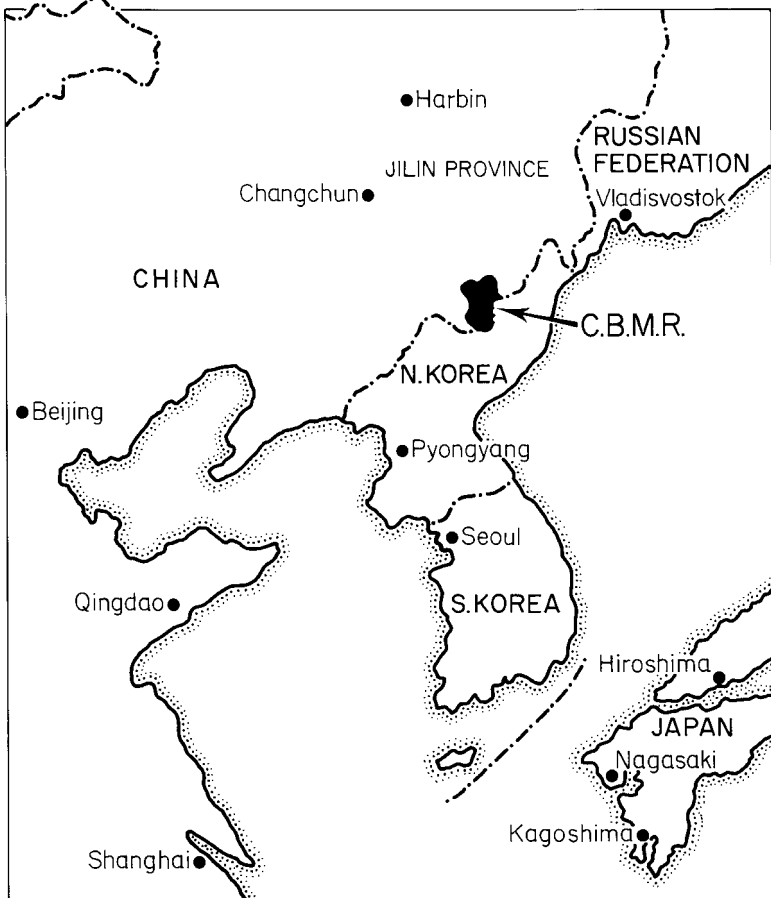 Harbin
RUSSIAN
FEDERATION
JILIN PROVINCE
Changchun
Vladisvostok
CHINA
C.B.M.R.
N.KOREA
Beijing
Pyongyang
Seoul
Qingdao
S.KOREA
Hiroshima
JAPAN
Nagasaki
Kagoshima
Shanghai